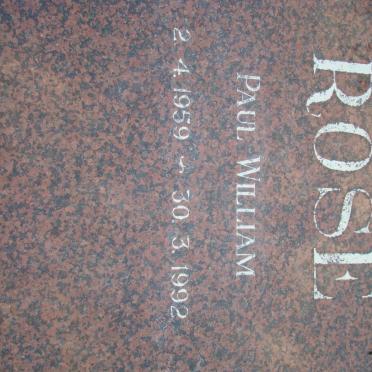 ROSE
PAUL WILLIAM
2. 4. 1959 ~ 30. 3. 1992